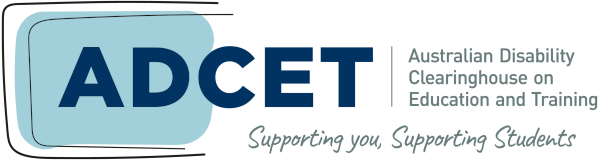 ADCET
Australian Disability
Clearinghouse on
Education and Training
Supporting you, Supporting Students